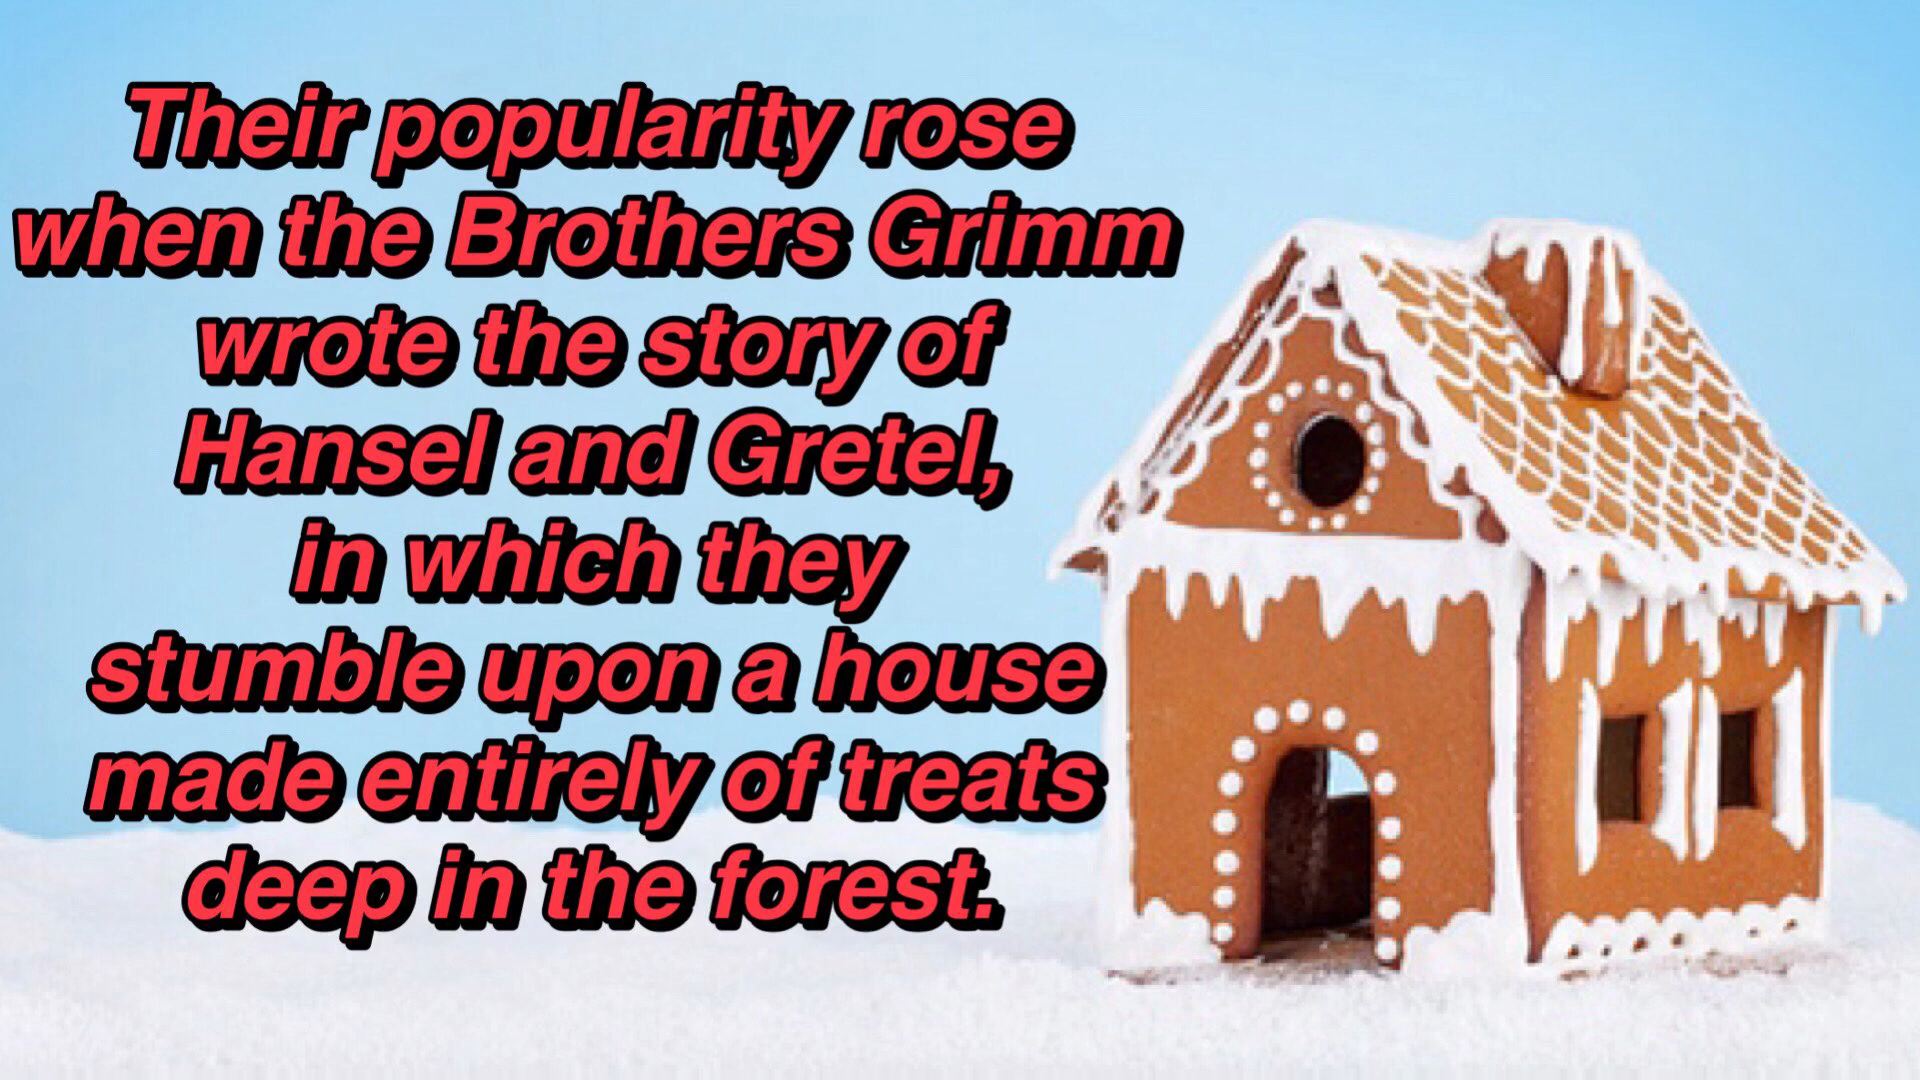 Their popularity rose
when the Brothers Grimm
wrote the story of
Hansel and Gretel,
in which they
stumble upon a house
made entirely of treats
deep in the forest.